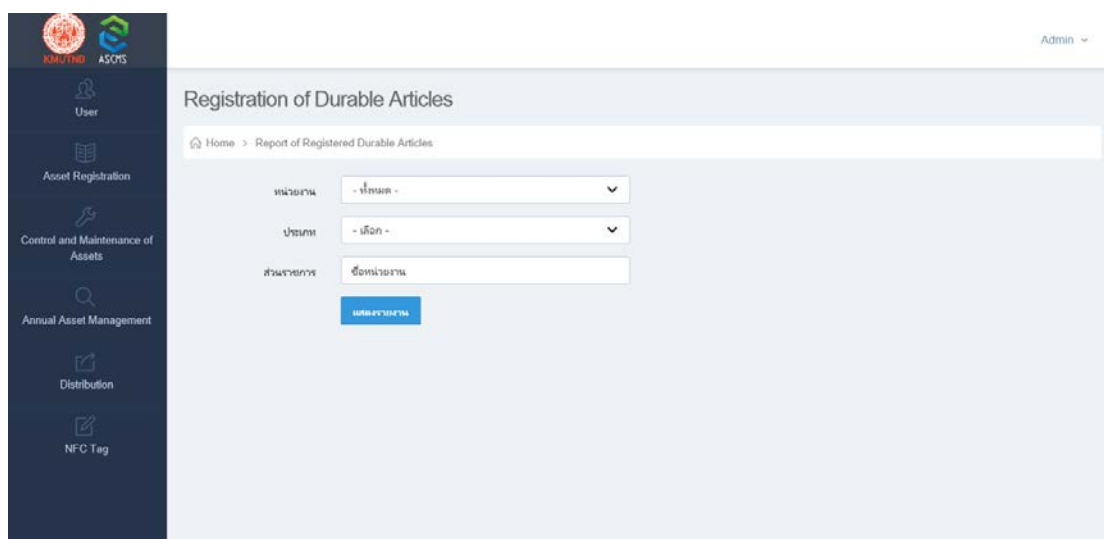 KMUTNB
ASCMS
Admin
User
Asset Registration
Control and Maintenance of
Assets
Annual Asset Management
Distribution
NFC Tag
Registration of Durable Articles
Home > Report of Registered Durable Articles
หน่วยงาน
- ทั้งหมด -
ประเภท
- เลือก -
ส่วนราชการ
ชื่อหน่วยงาน
แสดงรายงาน